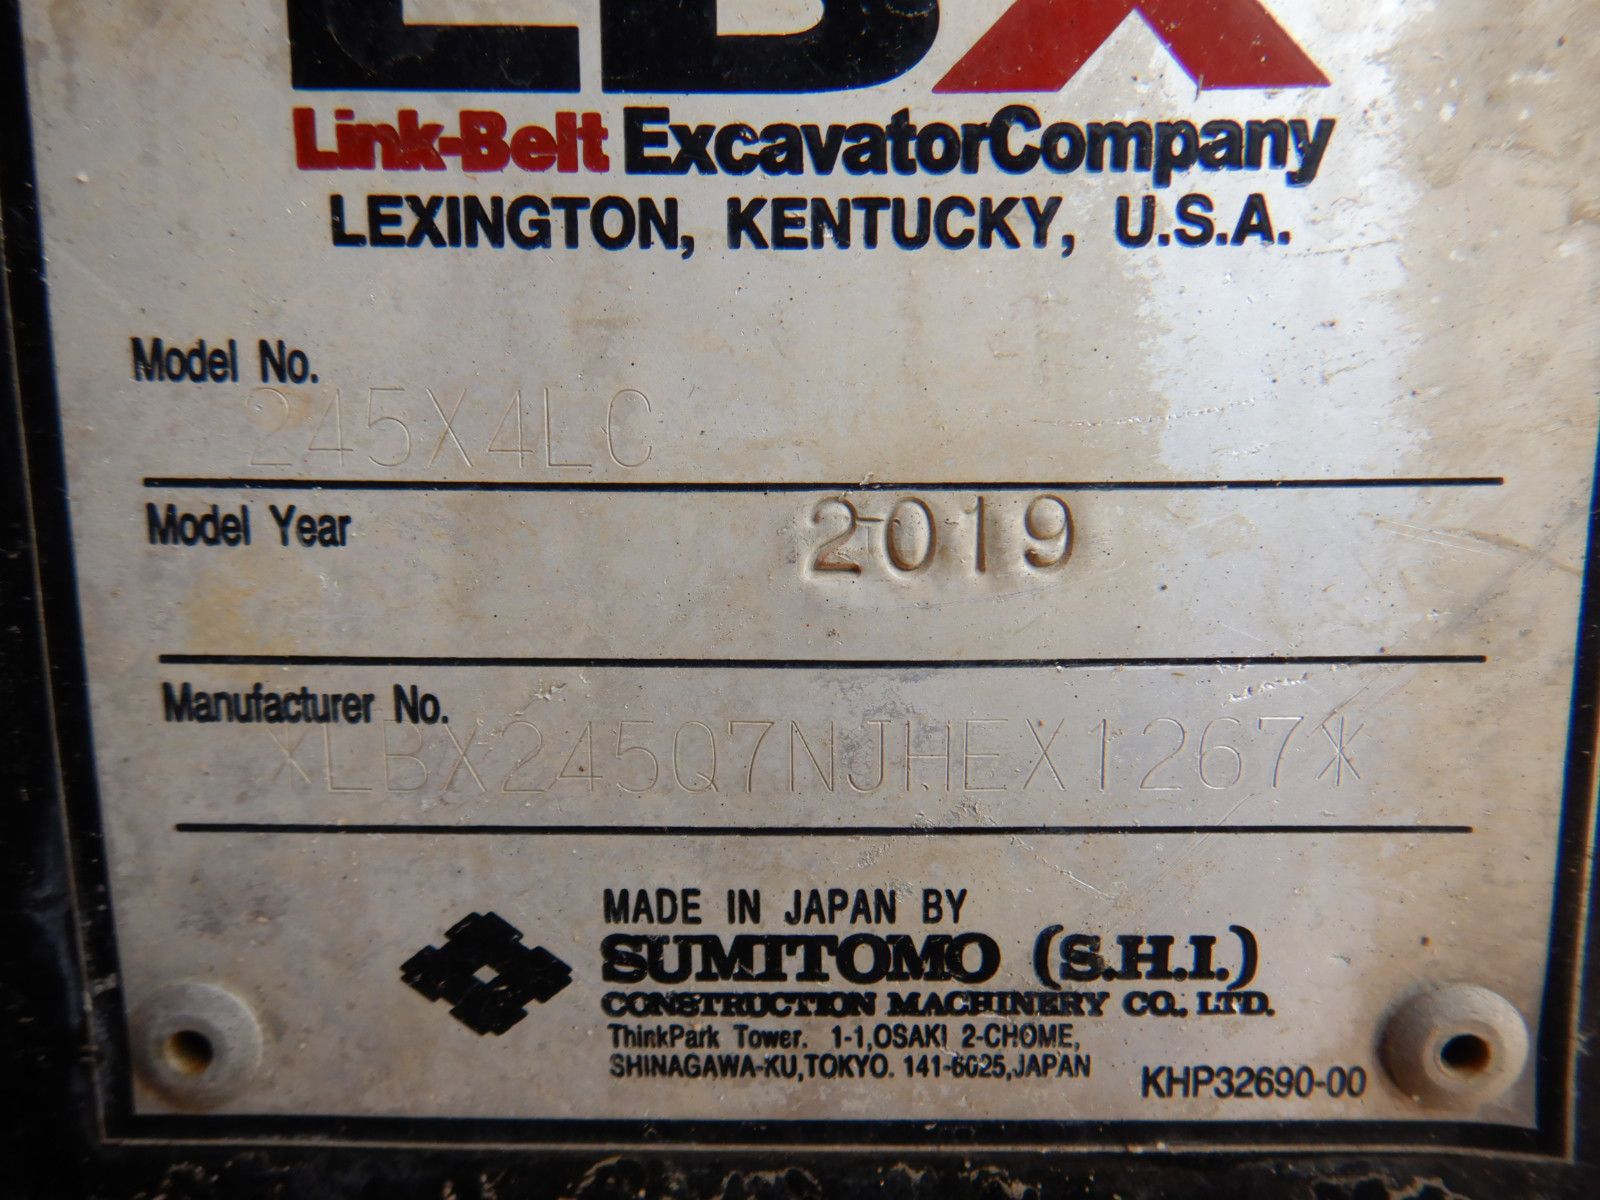 LBX
Link-Belt ExcavatorCompany
LEXINGTON, KENTUCKY, U.S.A.
Model No.
245X4LC
Model Year 2019
Manufacturer No.
*LBX245Q7NJHEX1267*
MADE IN JAPAN BY
SUMITOMO (S.H.I.)
CONSTRUCTION MACHINERY CO., LTD.
ThinkPark Tower. 1-1,OSAKI 2-CHOME,
SHINAGAWA-KU,TOKYO. 141-6025,JAPAN
KHP32690-00